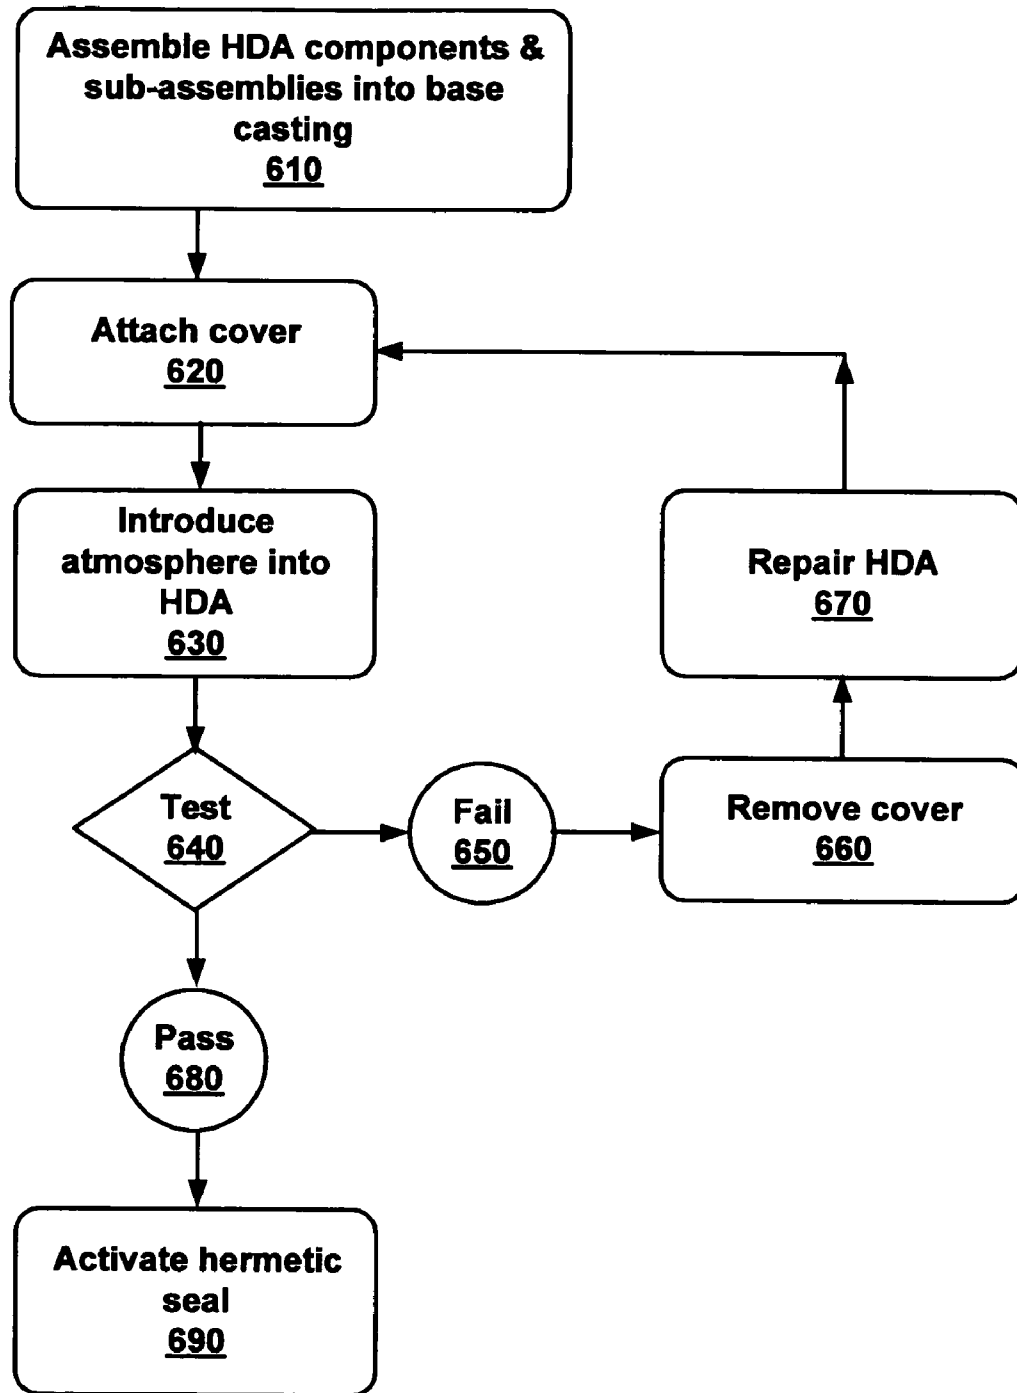 Assemble HDA components &
sub-assemblies into base
casting
610
Attach cover
620
Introduce
atmosphere into
HDA
630
Repair HDA
670
Test
640
Fail
650
Remove cover
660
Pass
680
Activate hermetic
seal
690